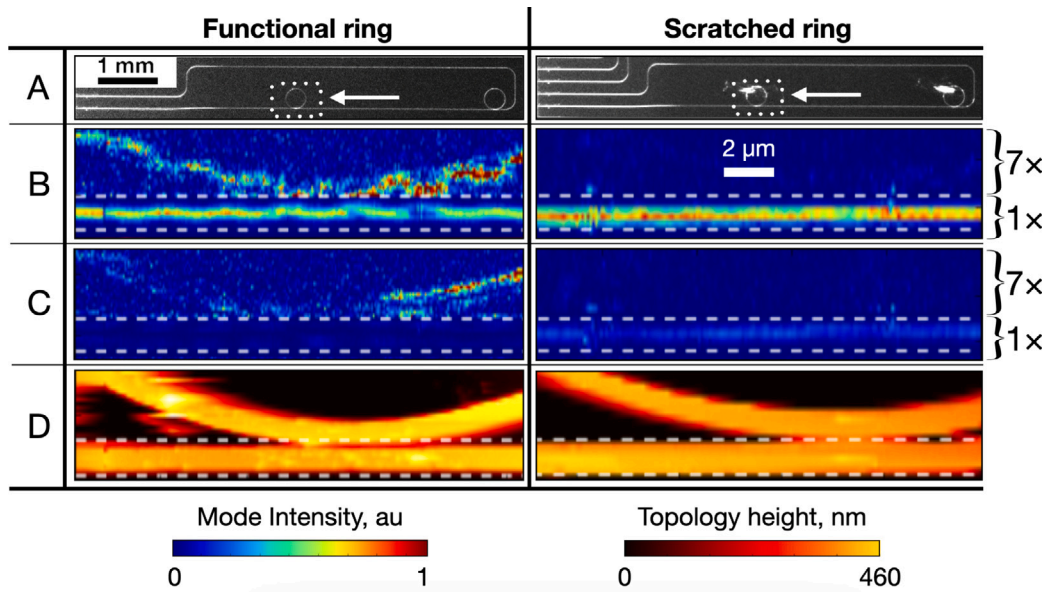 Functional ring
Scratched ring
A
1 mm
B
2 µm
7×
1×
C
7×
1×
D
Mode Intensity, au
Topology height, nm
0
1
0
460